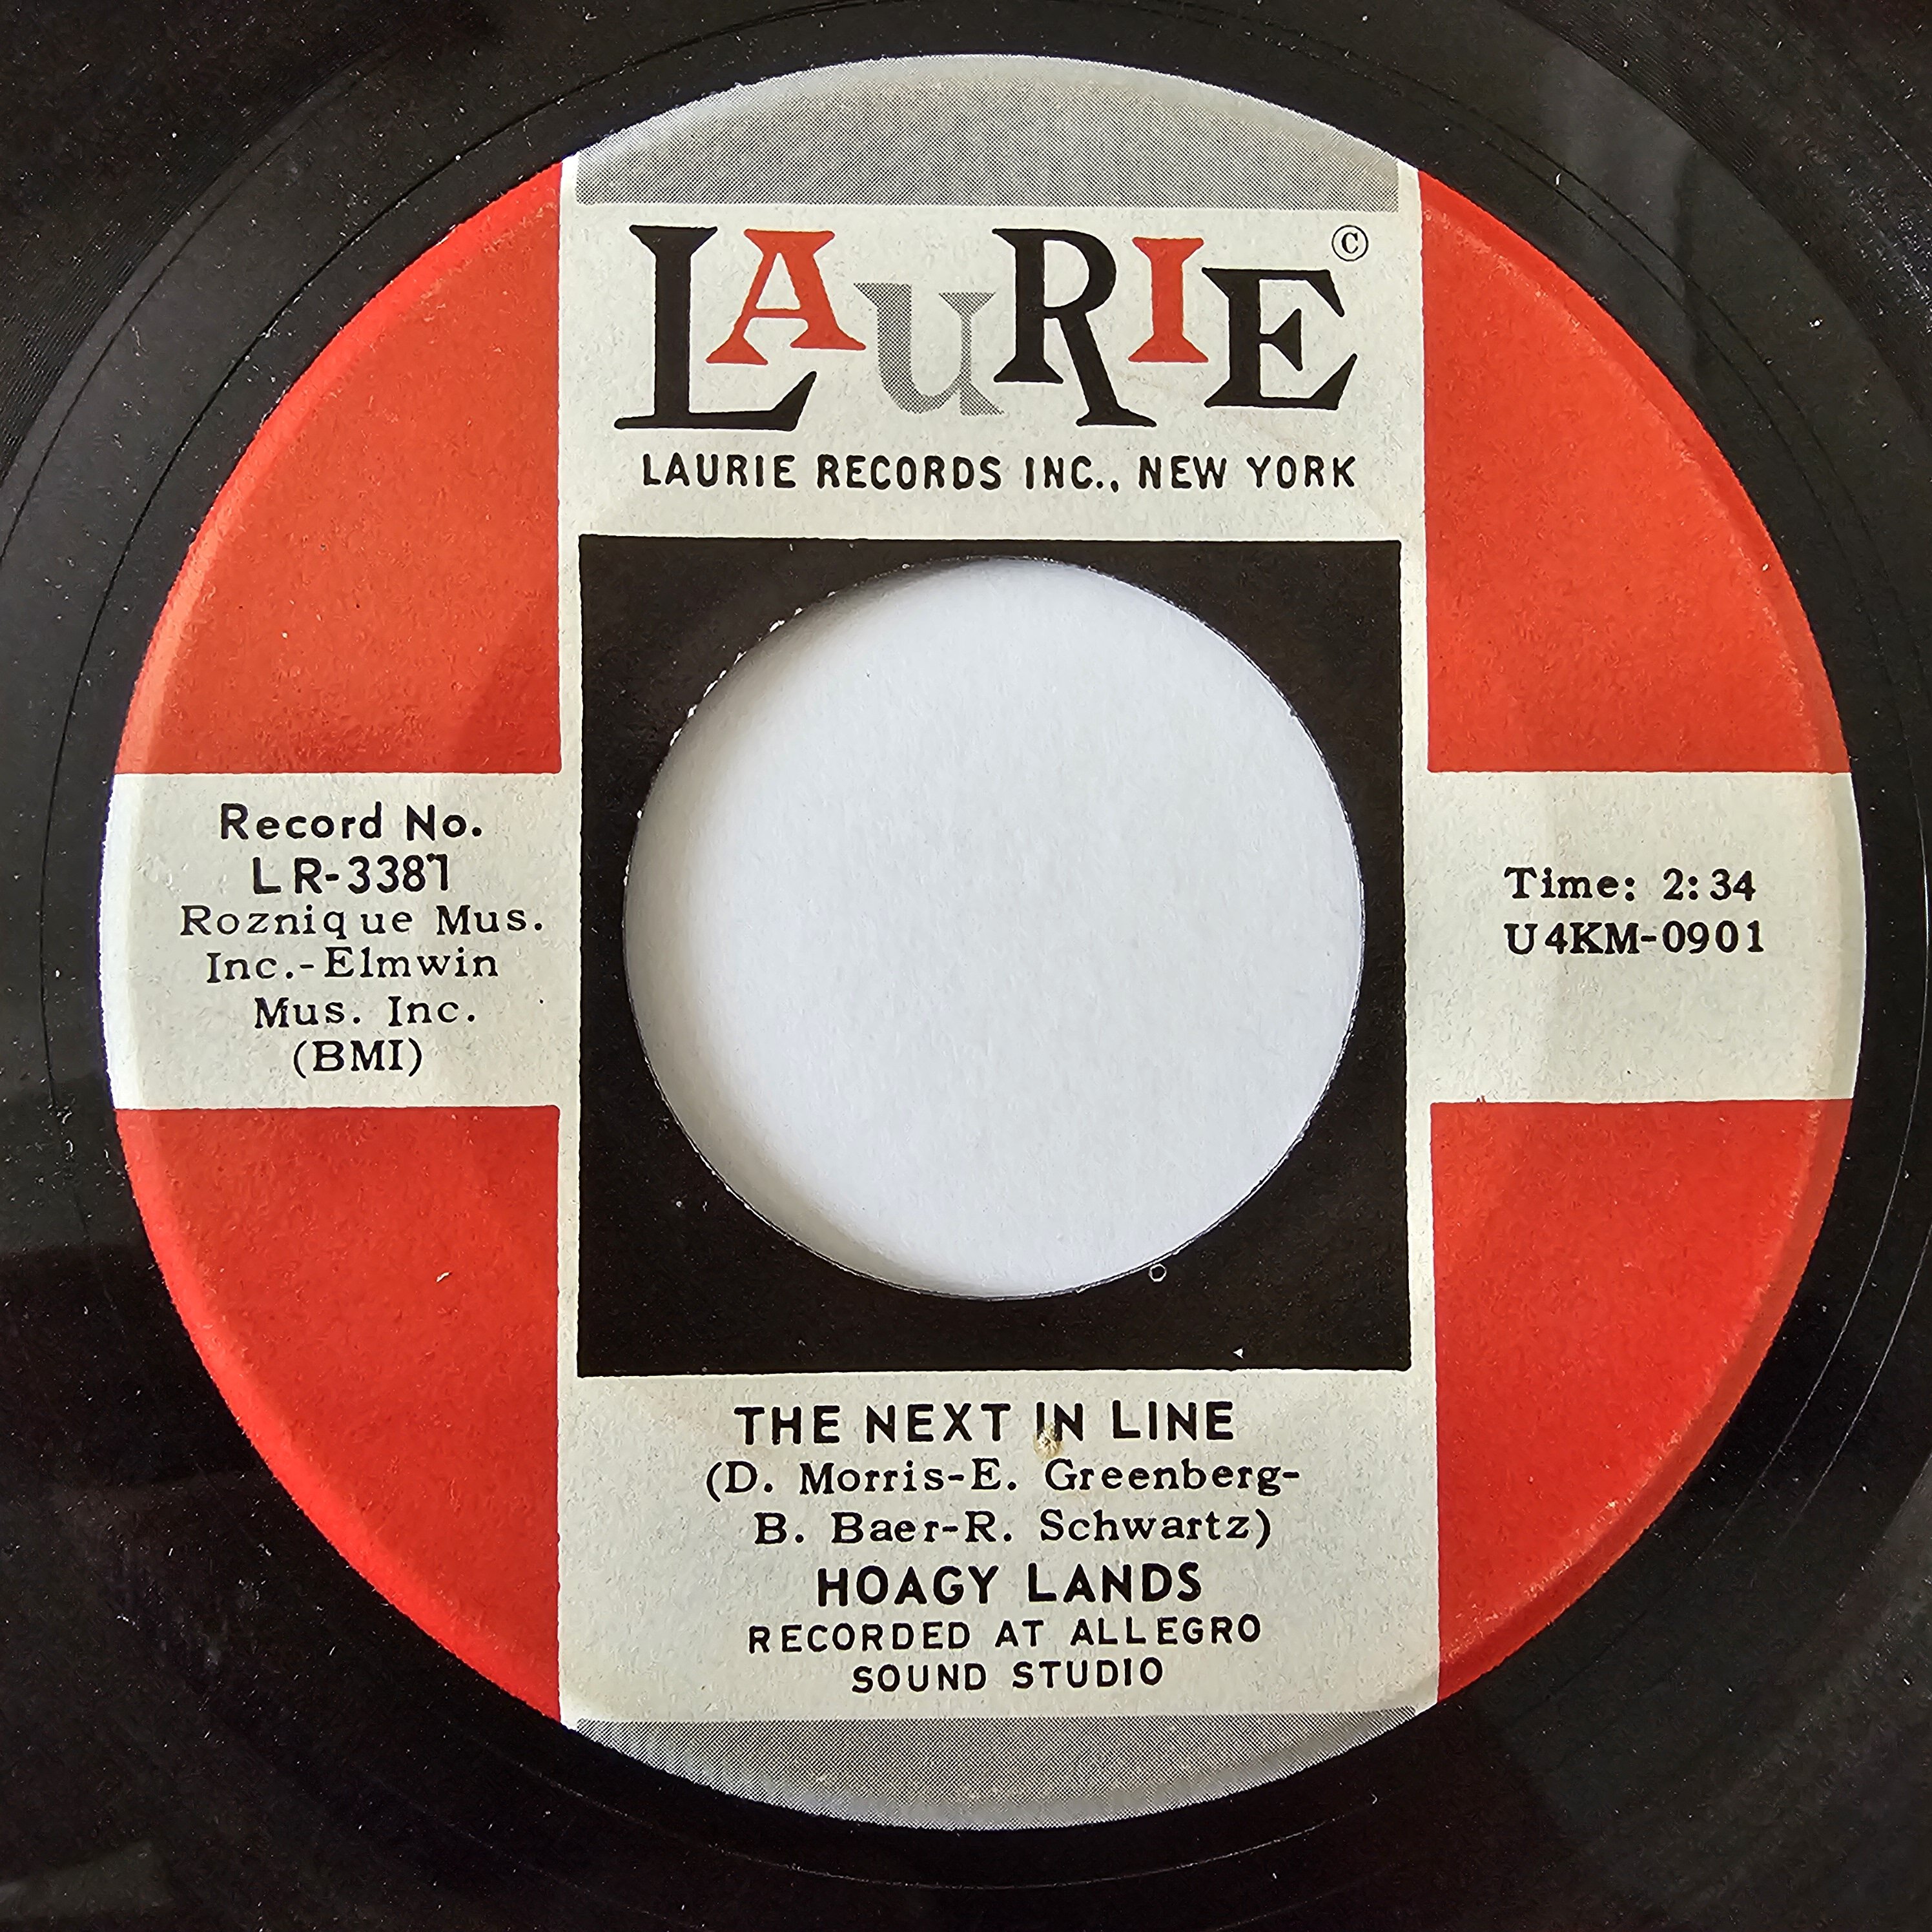 LAuRIE ©
LAURIE RECORDS INC., NEW YORK
Record No.
LR-3381
Roznique Mus.
Inc.-Elmwin
Mus. Inc.
(BMI)
Time: 2:34
U4KM-0901
THE NEXT IN LINE
(D. Morris-E. Greenberg-
B. Baer-R. Schwartz)
HOAGY LANDS
RECORDED AT ALLEGRO
SOUND STUDIO